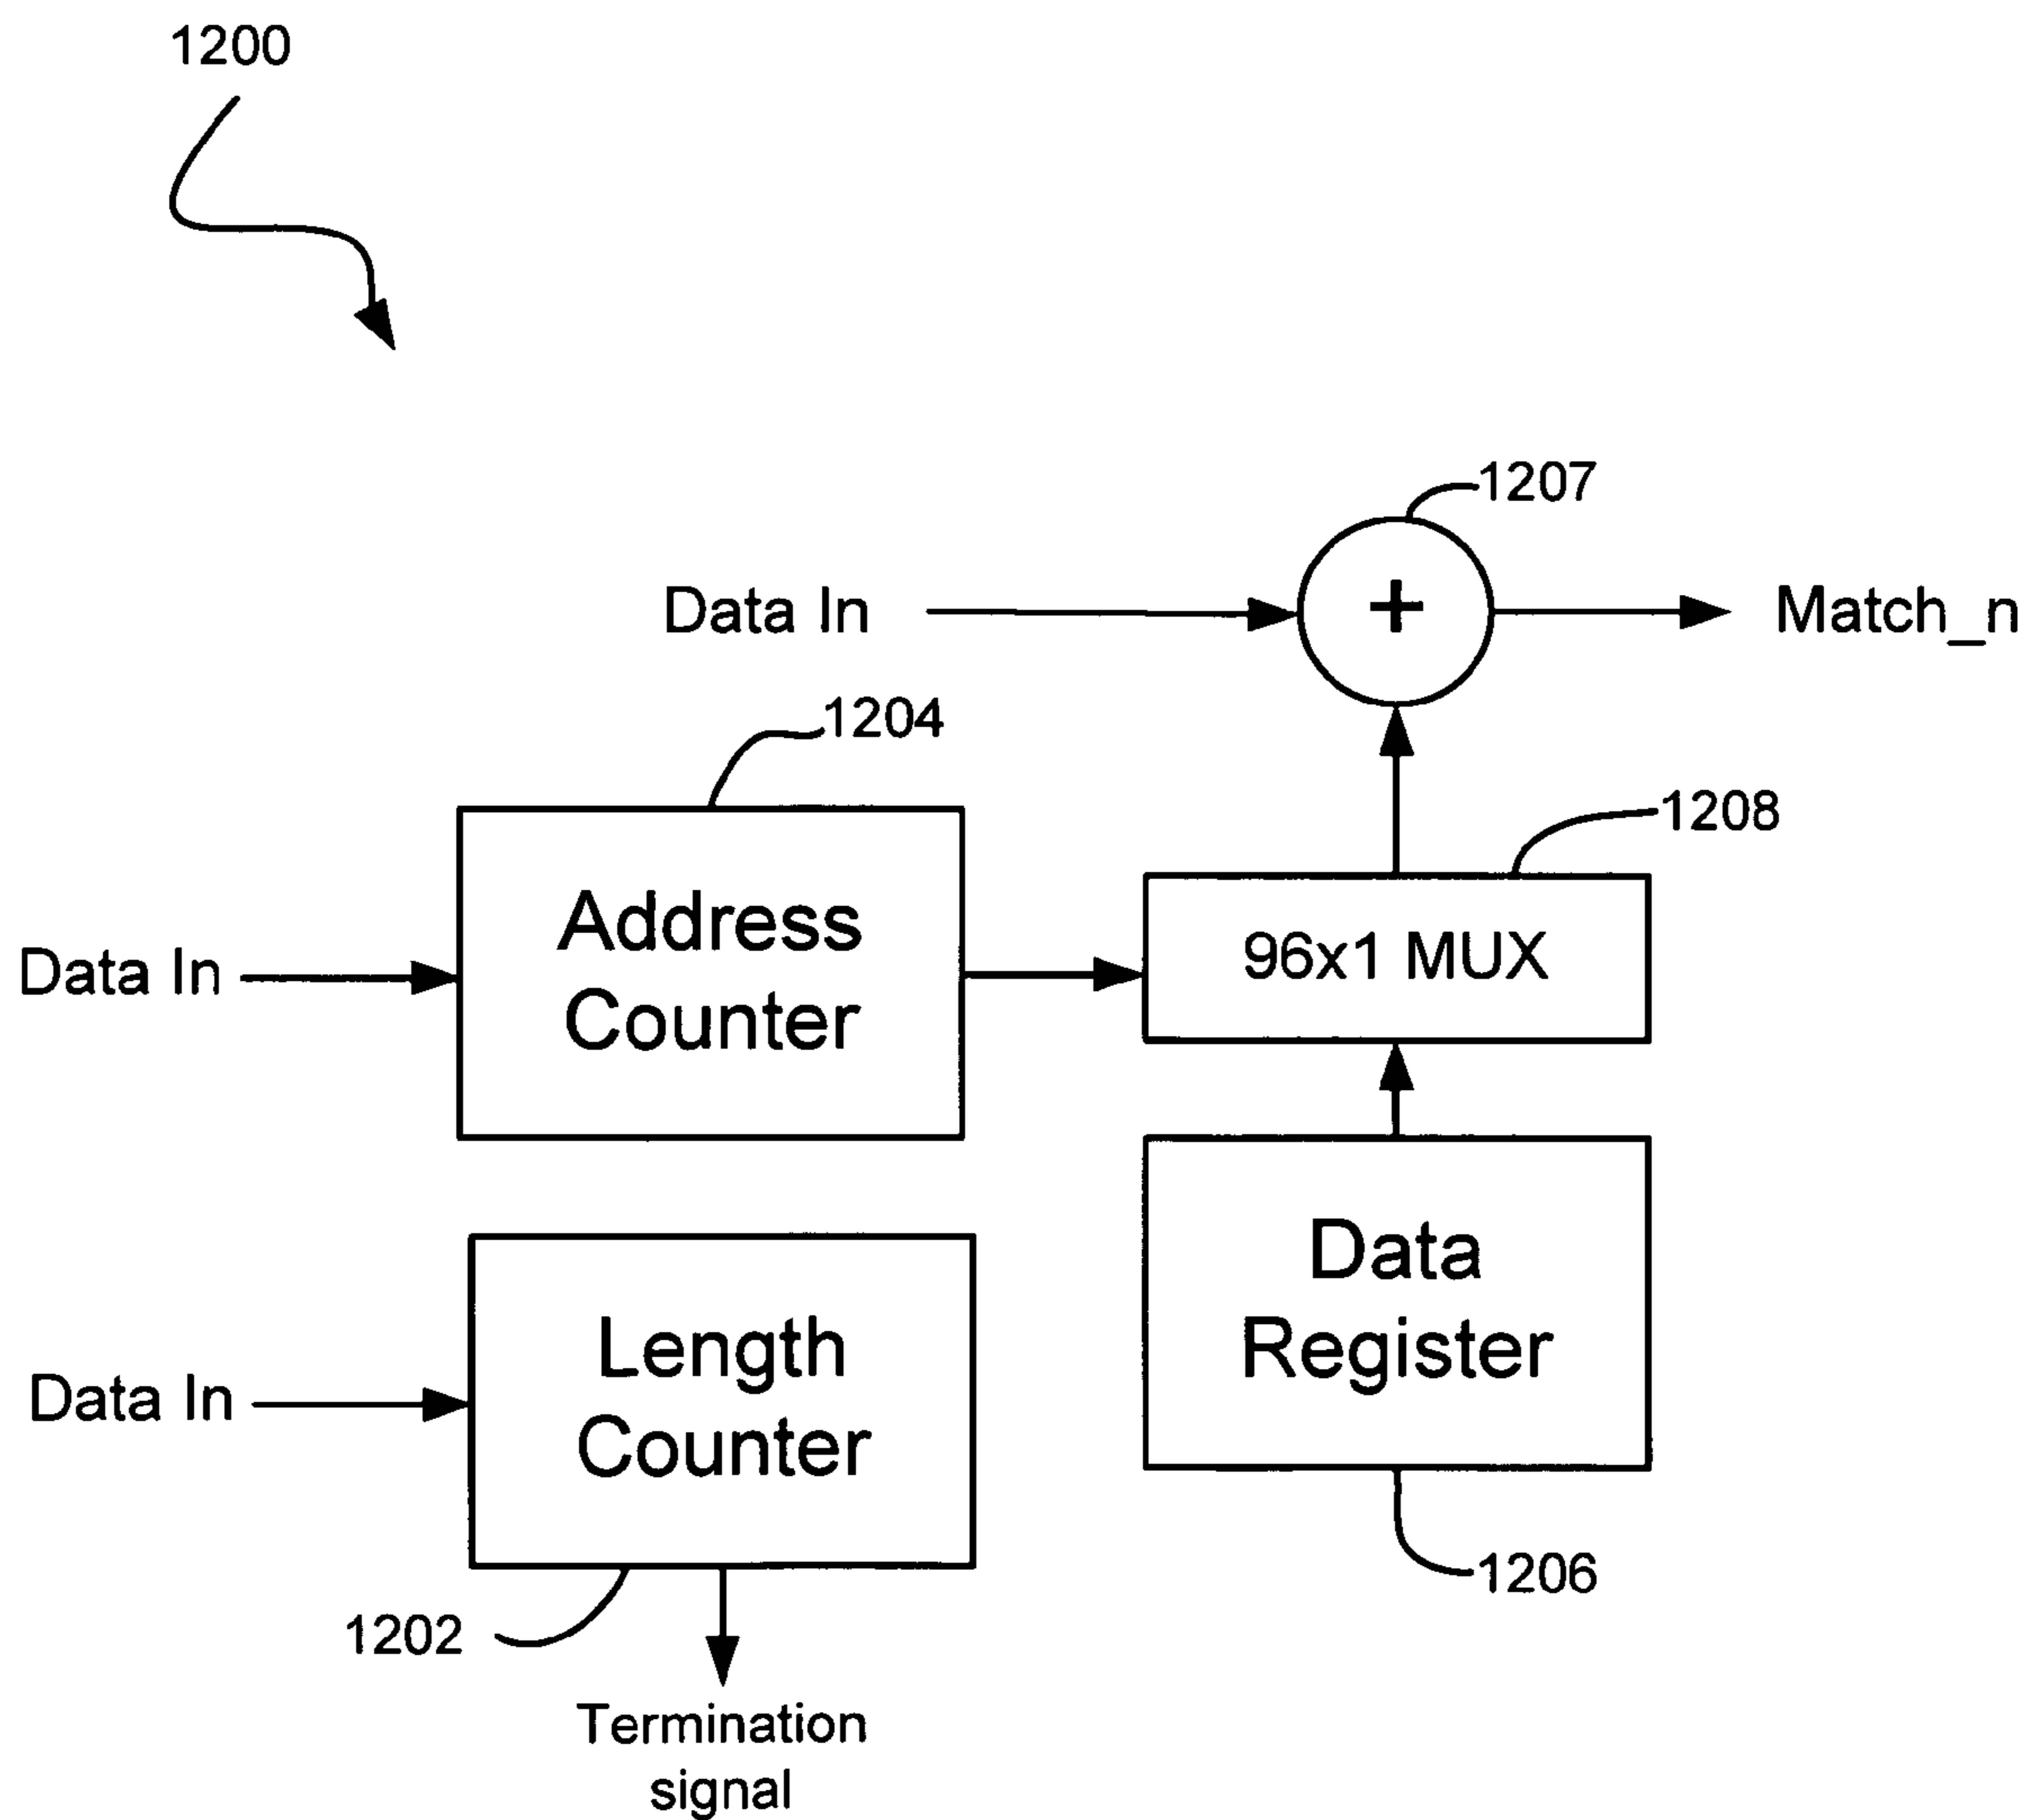 1200
1207
Data In
+
Match_n
1204
1208
Address
Counter
Data In
96x1 MUX
Data
Register
Length
Counter
Data In
1206
1202
Termination
signal